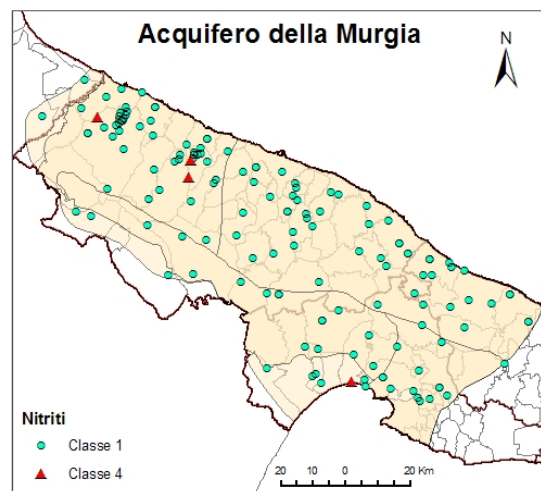 Acquifero della Murgia
N
Nitriti
Classe 1
Classe 4
20 10 0 20 Km